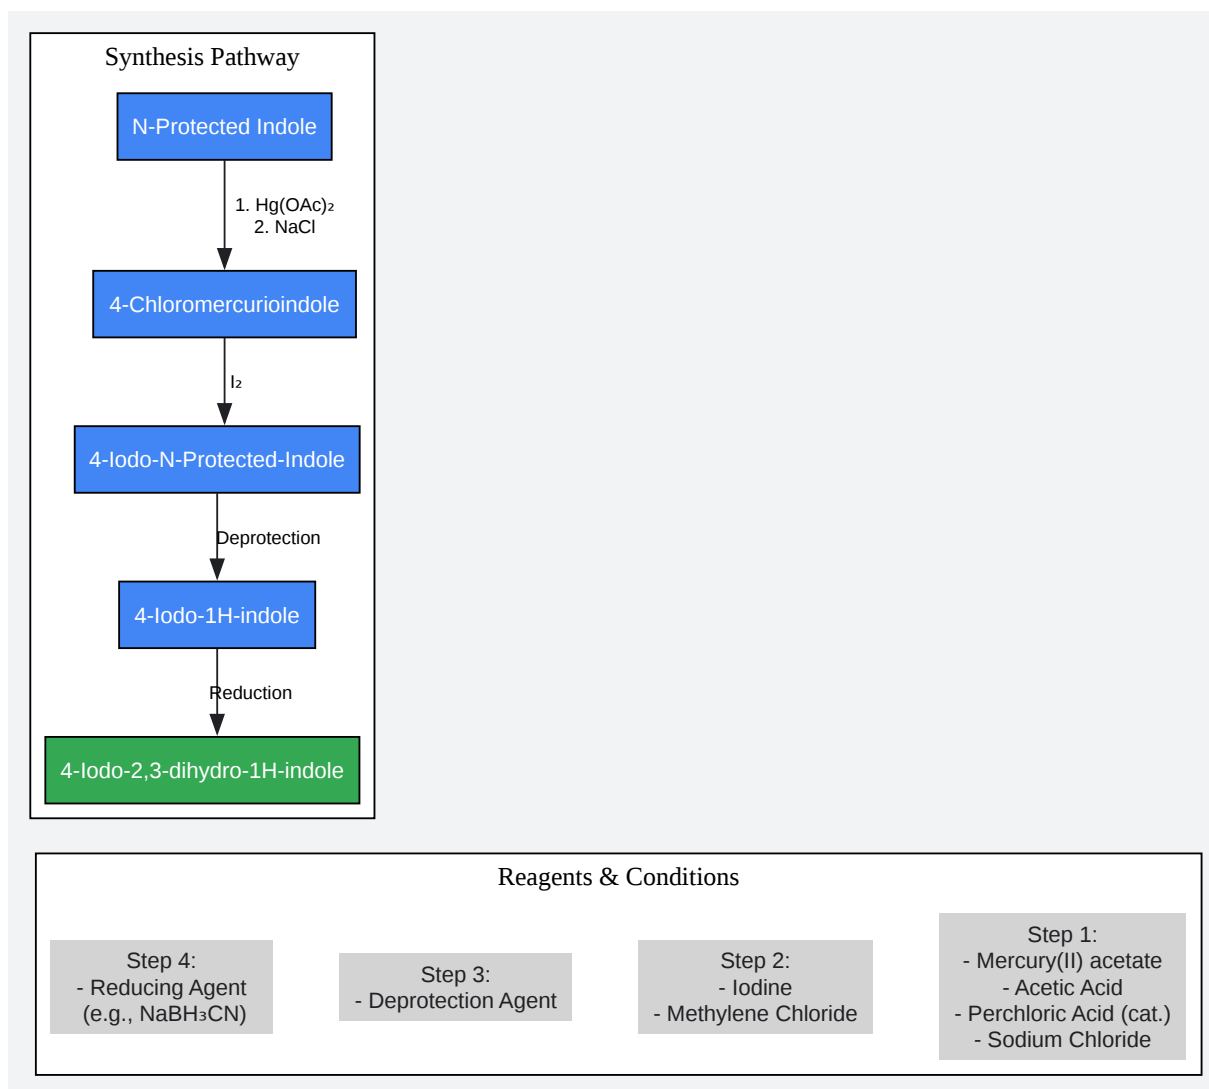 Synthesis Pathway
N-Protected Indole
1. Hg(OAc)₂
2. NaCl
4-Chloromercurioindole
I₂
4-Iodo-N-Protected-Indole
Deprotection
4-Iodo-1H-indole
Reduction
4-Iodo-2,3-dihydro-1H-indole
Reagents & Conditions
Step 4:
- Reducing Agent
(e.g., NaBH₃CN)
Step 3:
- Deprotection Agent
Step 2:
- Iodine
- Methylene Chloride
Step 1:
- Mercury(II) acetate
- Acetic Acid
- Perchloric Acid (cat.)
- Sodium Chloride